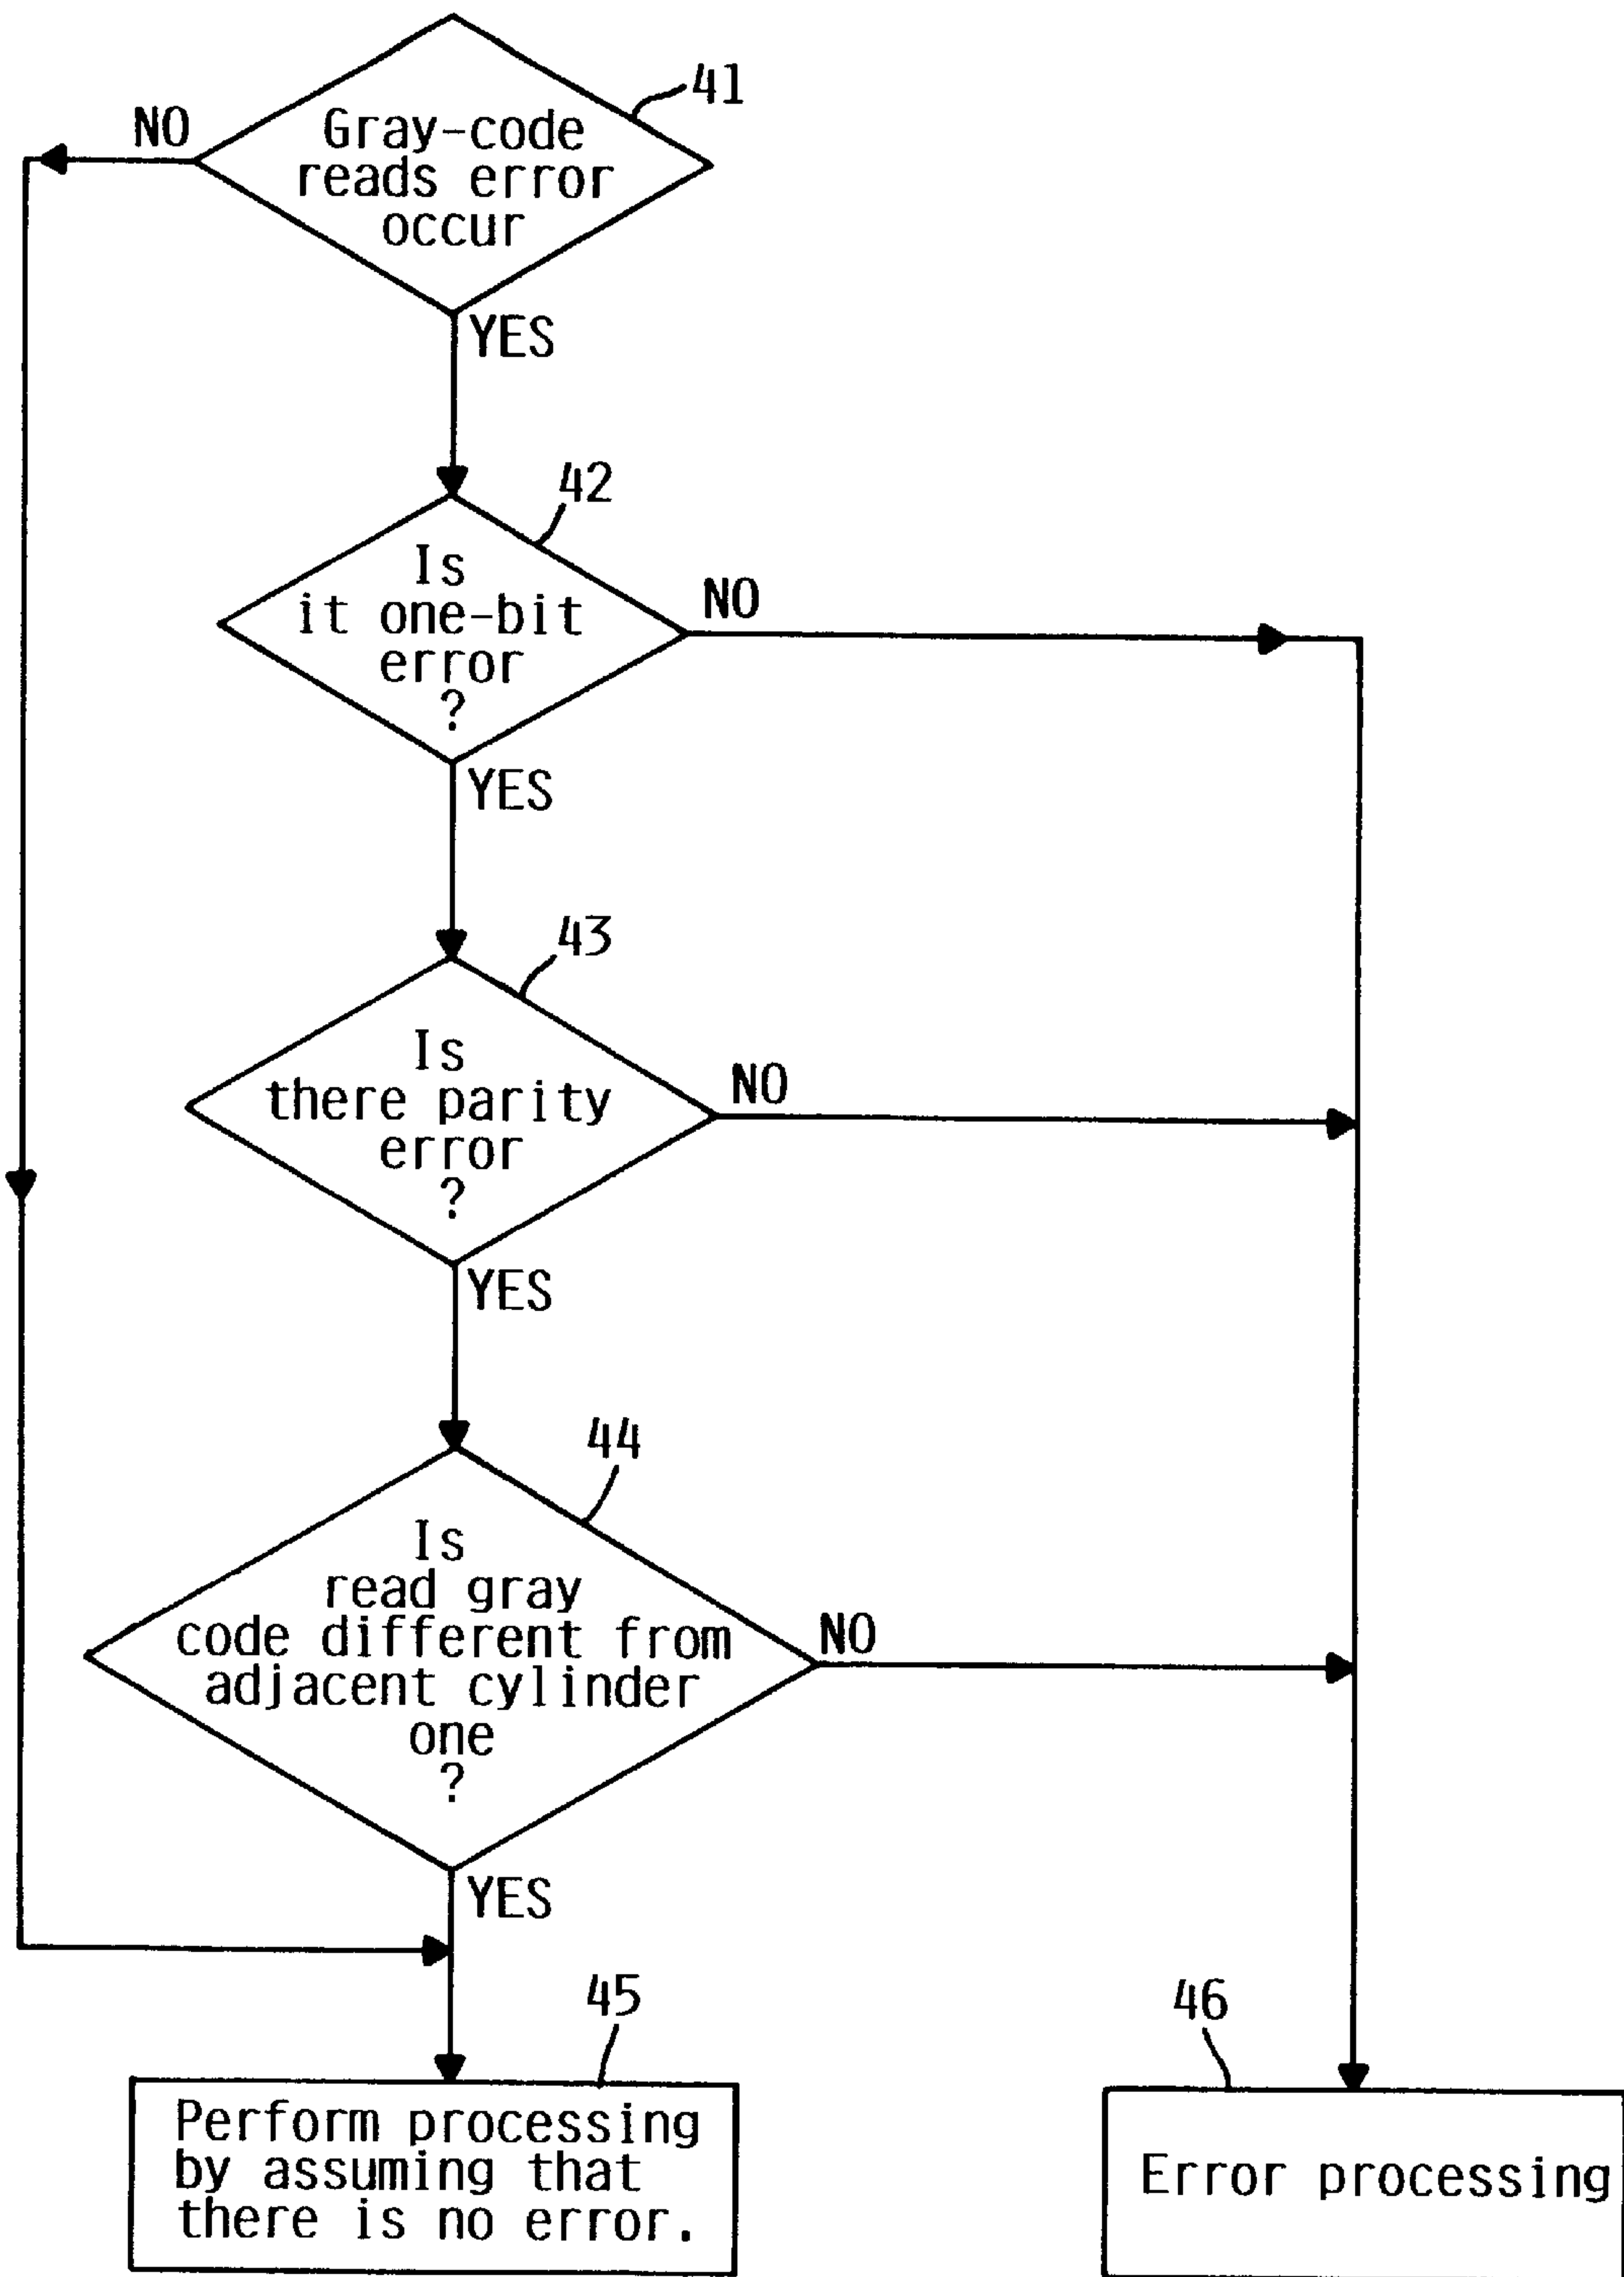 41
NO
Gray-code
reads error
occur
YES
42
Is
it one-bit
error
?
NO
YES
43
Is
there parity
error
?
NO
YES
44
Is
read gray
code different from
adjacent cylinder
one
?
NO
YES
45
Perform processing
by assuming that
there is no error.
46
Error processing